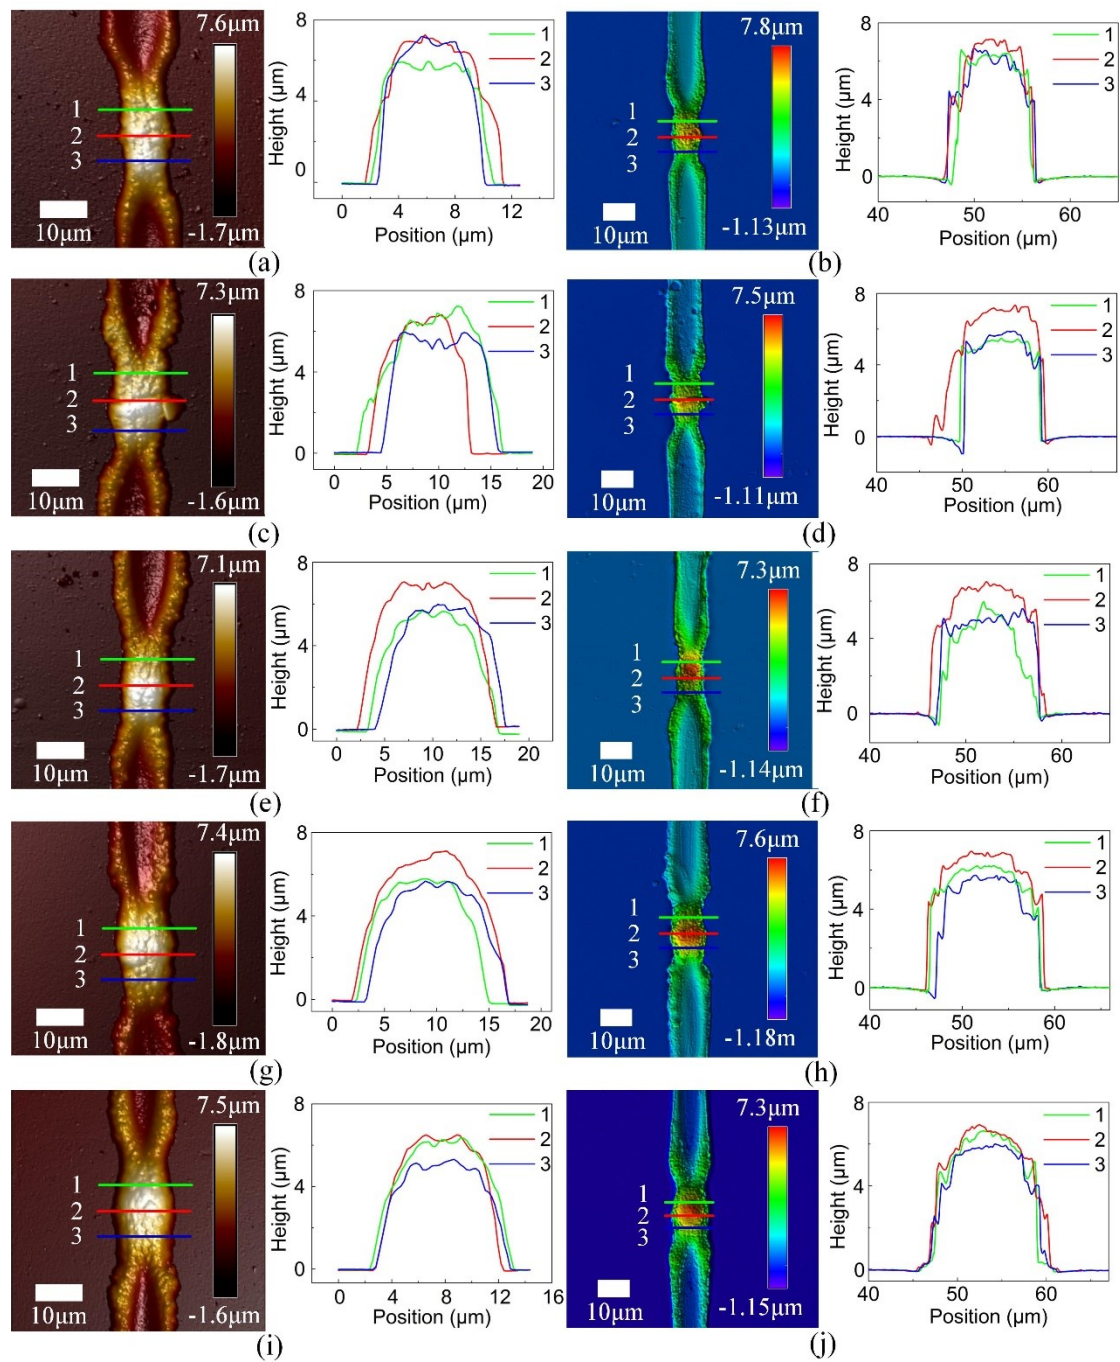 7.6μm
1
2
3
10μm
-1.7μm
8
4
0
Height (μm)
1
2
3
0 4 8 12
Position (μm)
(a)
7.8μm
1
2
3
10μm
-1.13μm
8
4
0
Height (μm)
1
2
3
40 50 60
Position (μm)
(b)
7.3μm
1
2
3
10μm
-1.6μm
8
4
0
Height (μm)
1
2
3
0 5 10 15 20
Position (μm)
(c)
7.5μm
1
2
3
10μm
-1.11μm
8
4
0
Height (μm)
1
2
3
40 50 60
Position (μm)
(d)
7.1μm
1
2
3
10μm
-1.7μm
8
4
0
Height (μm)
1
2
3
0 5 10 15 20
Position (μm)
(e)
7.3μm
1
2
3
10μm
-1.14μm
8
4
0
Height (μm)
1
2
3
40 50 60
Position (μm)
(f)
7.4μm
1
2
3
10μm
-1.8μm
8
4
0
Height (μm)
1
2
3
0 5 10 15 20
Position (μm)
(g)
7.6μm
1
2
3
10μm
-1.18m
8
4
0
Height (μm)
1
2
3
40 50 60
Position (μm)
(h)
7.5μm
1
2
3
10μm
-1.6μm
8
4
0
Height (μm)
1
2
3
0 4 8 12 16
Position (μm)
(i)
7.3μm
1
2
3
10μm
-1.15μm
8
4
0
Height (μm)
1
2
3
40 50 60
Position (μm)
(j)